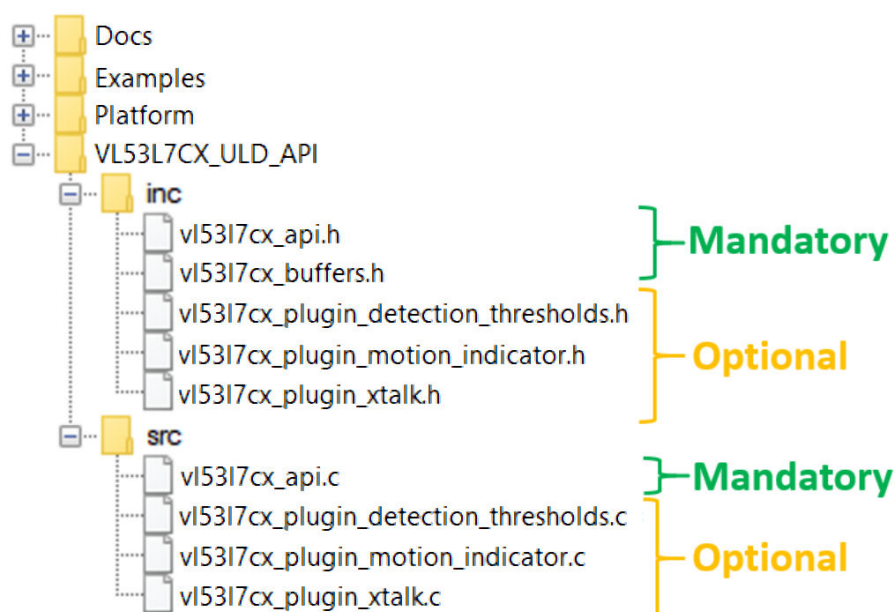 Docs
Examples
Platform
VL53L7CX_ULD_API
inc
vl53l7cx_api.h
vl53l7cx_buffers.h
Mandatory
vl53l7cx_plugin_detection_thresholds.h
vl53l7cx_plugin_motion_indicator.h
Optional
vl53l7cx_plugin_xtalk.h
src
vl53l7cx_api.c
Mandatory
vl53l7cx_plugin_detection_thresholds.c
vl53l7cx_plugin_motion_indicator.c
Optional
vl53l7cx_plugin_xtalk.c